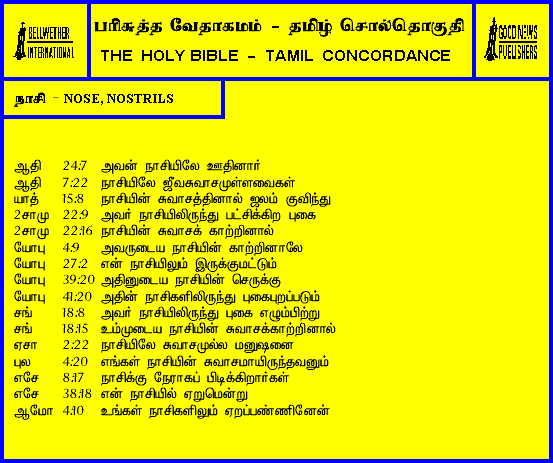 BELLWETHER
INTERNATIONAL
பரிசுத்த வேதாகமம் - தமிழ் சொல்தொகுதி
THE HOLY BIBLE - TAMIL CONCORDANCE
GOOD NEWS
PUBLISHERS
நாசி - NOSE, NOSTRILS
ஆதி 24:7 அவன் நாசியிலே ஊதினார்
ஆதி 7:22 நாசியிலே ஜீவசுவாசமுள்ளவைகள்
யாத் 15:8 நாசியின் சுவாசத்தினால் ஜலம் குவிந்து
2சாமு 22:9 அவர் நாசியிலிருந்து பட்சிக்கிற புகை
2சாமு 22:16 நாசியின் சுவாசக் காற்றினால்
யோபு 4:9 அவருடைய நாசியின் காற்றினாலே
யோபு 27:2 என் நாசியிலும் இருக்குமட்டும்
யோபு 39:20 அதினுடைய நாசியின் செருக்கு
யோபு 41:20 அதின் நாசிகளிலிருந்து புகைபுறப்படும்
சங் 18:8 அவர் நாசியிலிருந்து புகை எழும்பிற்று
சங் 18:15 உம்முடைய நாசியின் சுவாசக்காற்றினால்
ஏசா 2:22 நாசியிலே சுவாசமுல்ல மனுஷனை
புல 4:20 எங்கள் நாசியின் சுவாசமாயிருந்தவனும்
எசே 8:17 நாசிக்கு நேராகப் பிடிக்கிறார்கள்
எசே 38:18 என் நாசியில் ஏறுமென்று
ஆமோ 4:10 உங்கள் நாசிகளிலும் ஏறப்பண்ணினேன்